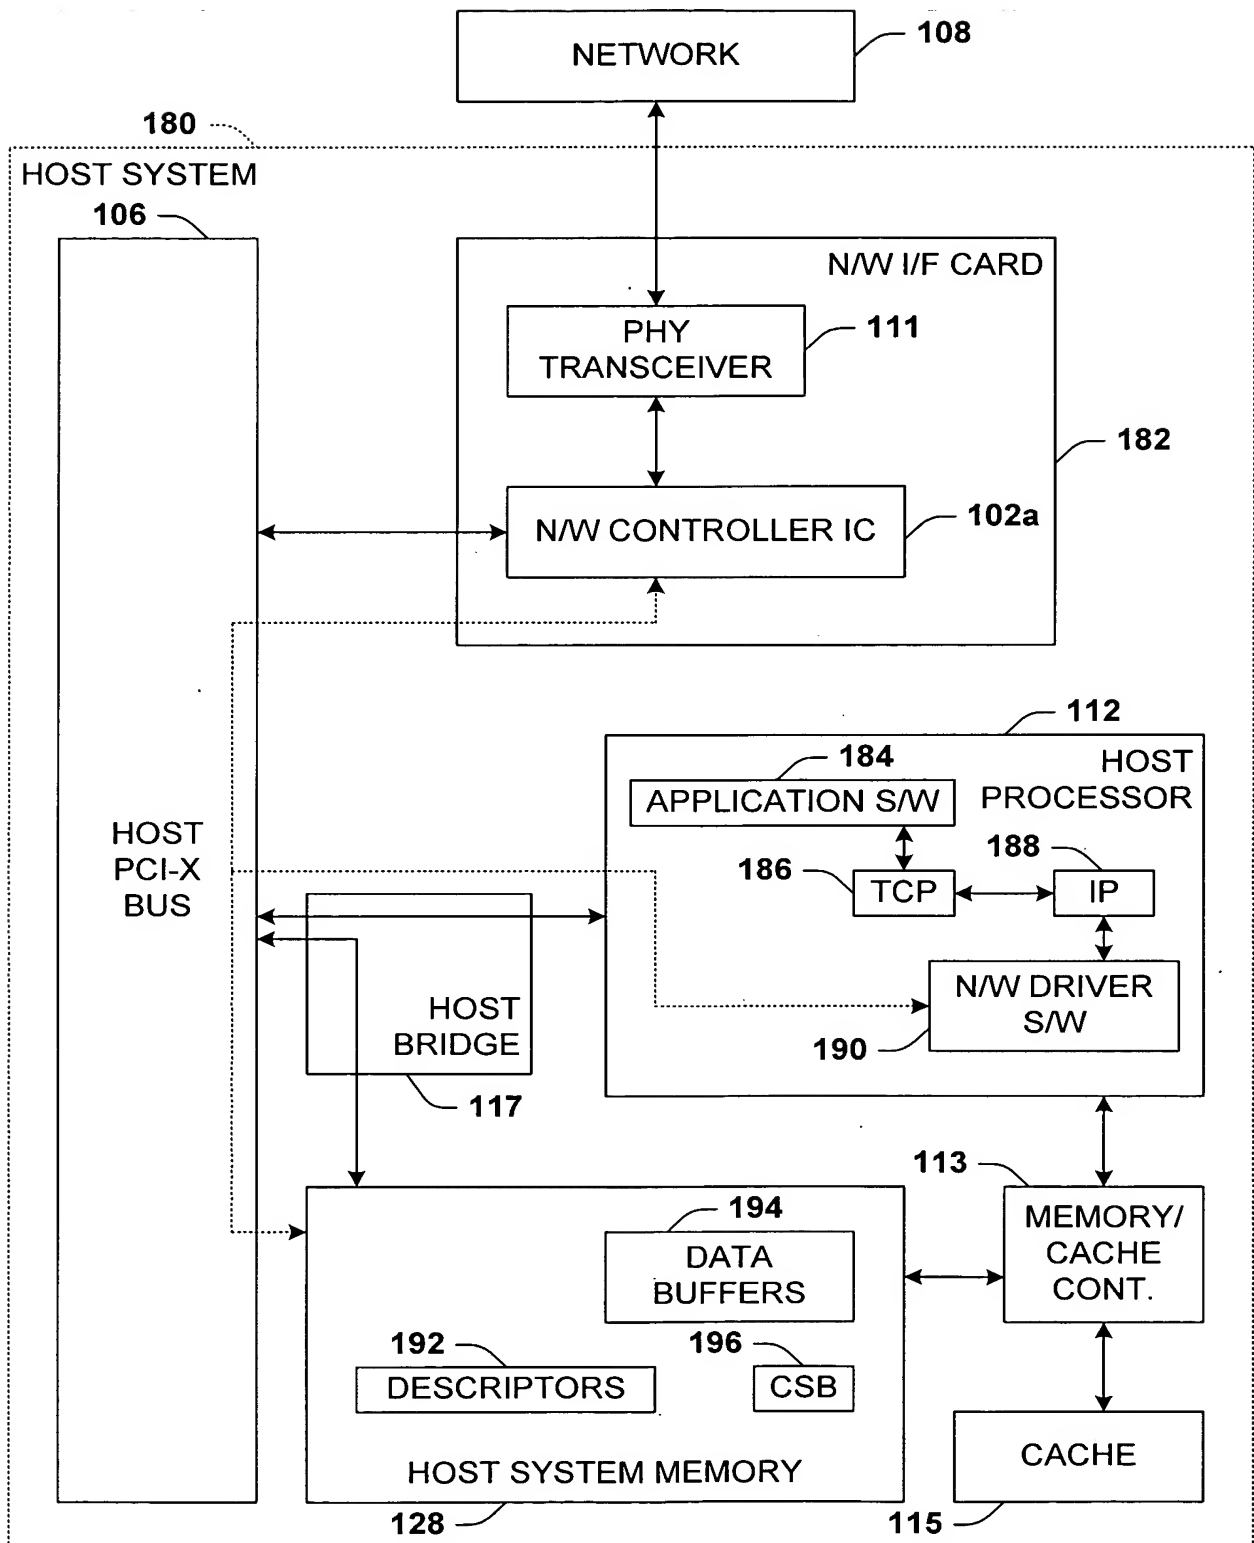 NETWORK
108
180
HOST SYSTEM
106
N/W I/F CARD
PHY
TRANSCEIVER
111
182
N/W CONTROLLER IC
102a
112
184
HOST
PROCESSOR
APPLICATION S/W
186
TCP
188
IP
HOST
PCI-X
BUS
N/W DRIVER
S/W
190
HOST
BRIDGE
117
113
MEMORY/
CACHE
CONT.
194
DATA
BUFFERS
192
DESCRIPTORS
196
CSB
HOST SYSTEM MEMORY
128
CACHE
115